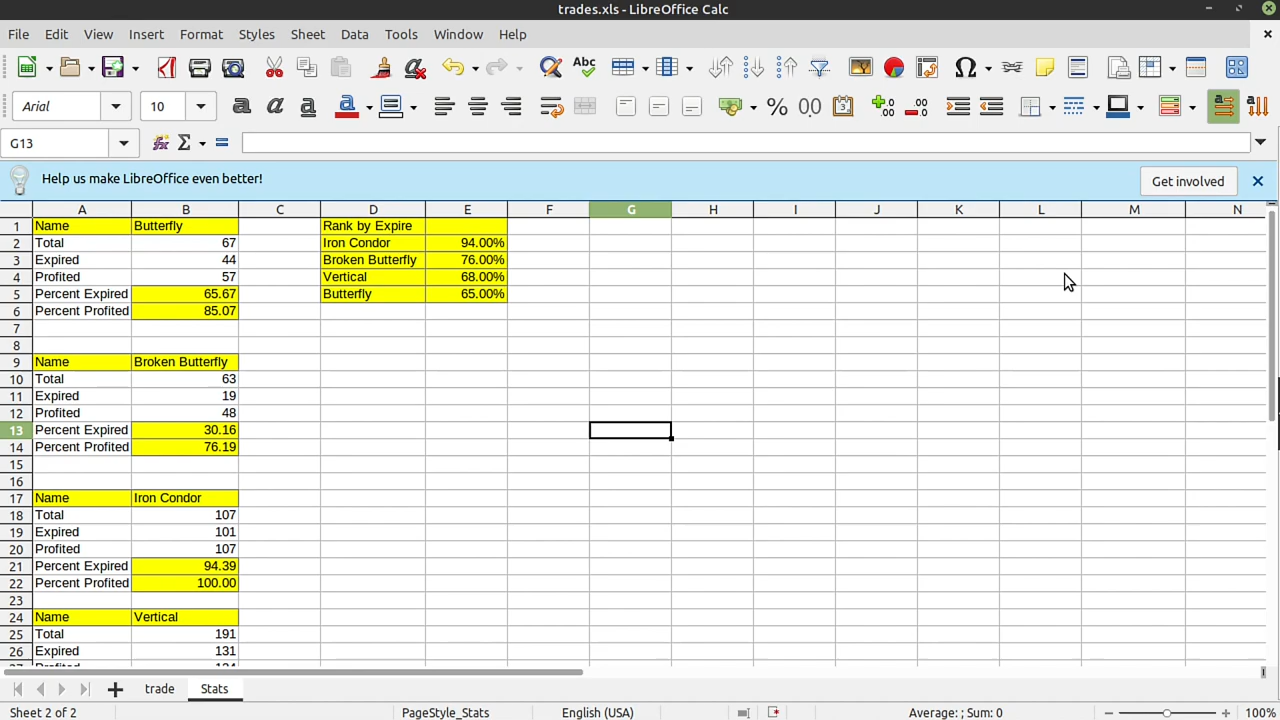 trades.xls - LibreOffice Calc
File Edit View Insert Format Styles Sheet Data Tools Window Help
Abc
Arial 10
G13
Help us make LibreOffice even better! Get involved
A B C D E F G H I J K L M N
1 Name Butterfly Rank by Expire
2 Total 67 Iron Condor 94.00%
3 Expired 44 Broken Butterfly 76.00%
4 Profited 57 Vertical 68.00%
5 Percent Expired 65.67 Butterfly 65.00%
6 Percent Profited 85.07
7
8
9 Name Broken Butterfly
10 Total 63
11 Expired 19
12 Profited 48
13 Percent Expired 30.16
14 Percent Profited 76.19
15
16
17 Name Iron Condor
18 Total 107
19 Expired 101
20 Profited 107
21 Percent Expired 94.39
22 Percent Profited 100.00
23
24 Name Vertical
25 Total 191
26 Expired 131
trade Stats
Sheet 2 of 2 PageStyle_Stats English (USA) Average: ; Sum: 0 100%